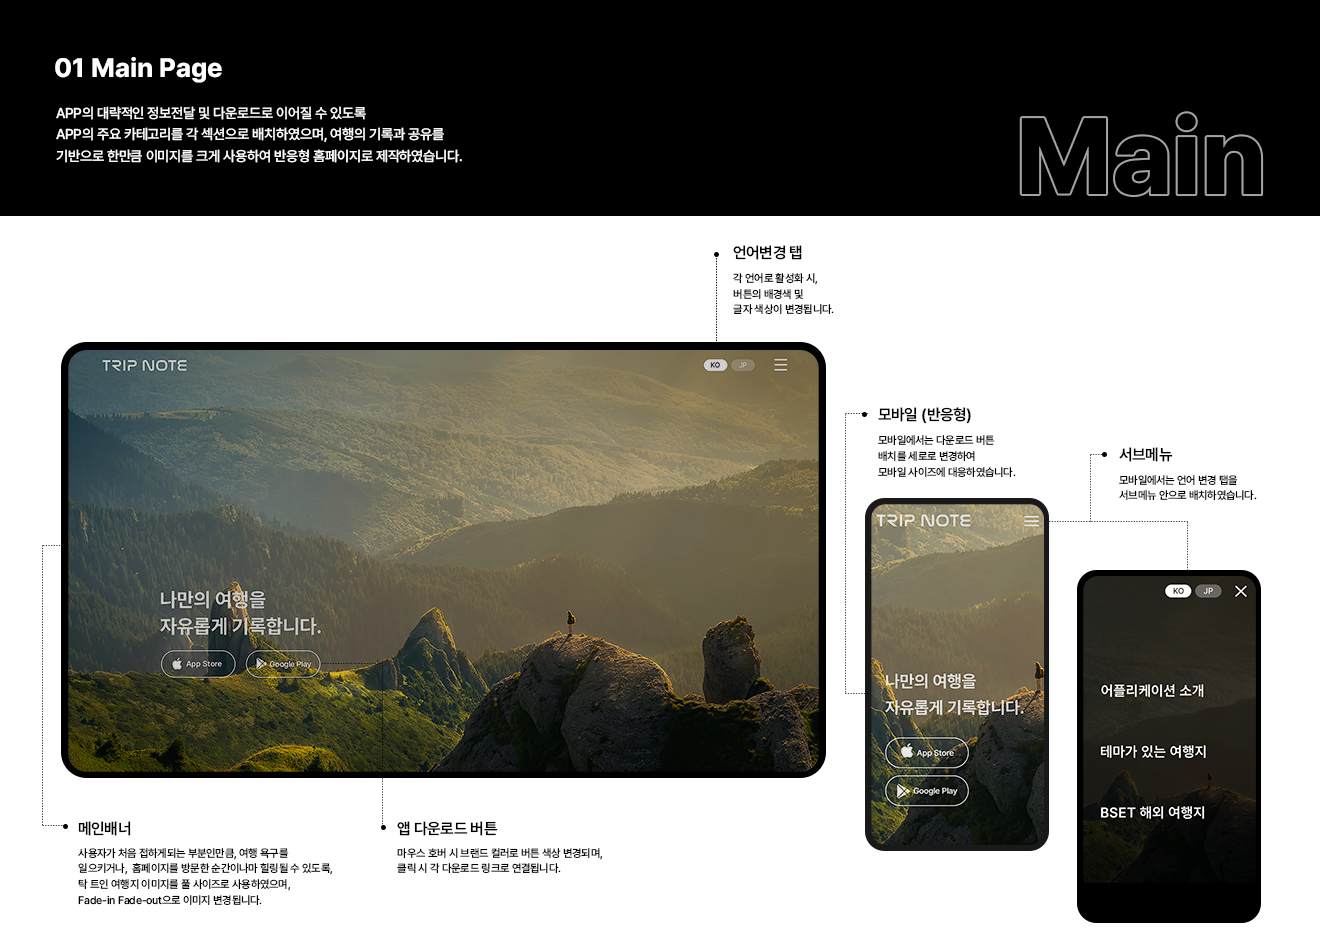 01 Main Page
APP의 대략적인 정보전달 및 다운로드로 이어질 수 있도록
APP의 주요 카테고리를 각 섹션으로 배치하였으며, 여행의 기록과 공유를
기반으로 한만큼 이미지를 크게 사용하여 반응형 홈페이지로 제작하였습니다.
Main
언어변경 탭
각 언어로 활성화 시,
버튼의 배경색 및
글자 색상이 변경됩니다.
TRIP NOTE
KO JP
나만의 여행을
자유롭게 기록합니다.
App Store Google Play
모바일 (반응형)
모바일에서는 다운로드 버튼
배치를 세로로 변경하여
모바일 사이즈에 대응하였습니다.
서브메뉴
모바일에서는 언어 변경 탭을
서브메뉴 안으로 배치하였습니다.
TRIP NOTE
나만의 여행을
자유롭게 기록합니다.
App Store
Google Play
KO JP
어플리케이션 소개
테마가 있는 여행지
BSET 해외 여행지
메인배너
사용자가 처음 접하게되는 부분인만큼, 여행 욕구를
일으키거나, 홈페이지를 방문한 순간이나마 힐링될 수 있도록,
탁 트인 여행지 이미지를 풀 사이즈로 사용하였으며,
Fade-in Fade-out으로 이미지 변경됩니다.
앱 다운로드 버튼
마우스 호버 시 브랜드 컬러로 버튼 색상 변경되며,
클릭 시 각 다운로드 링크로 연결됩니다.